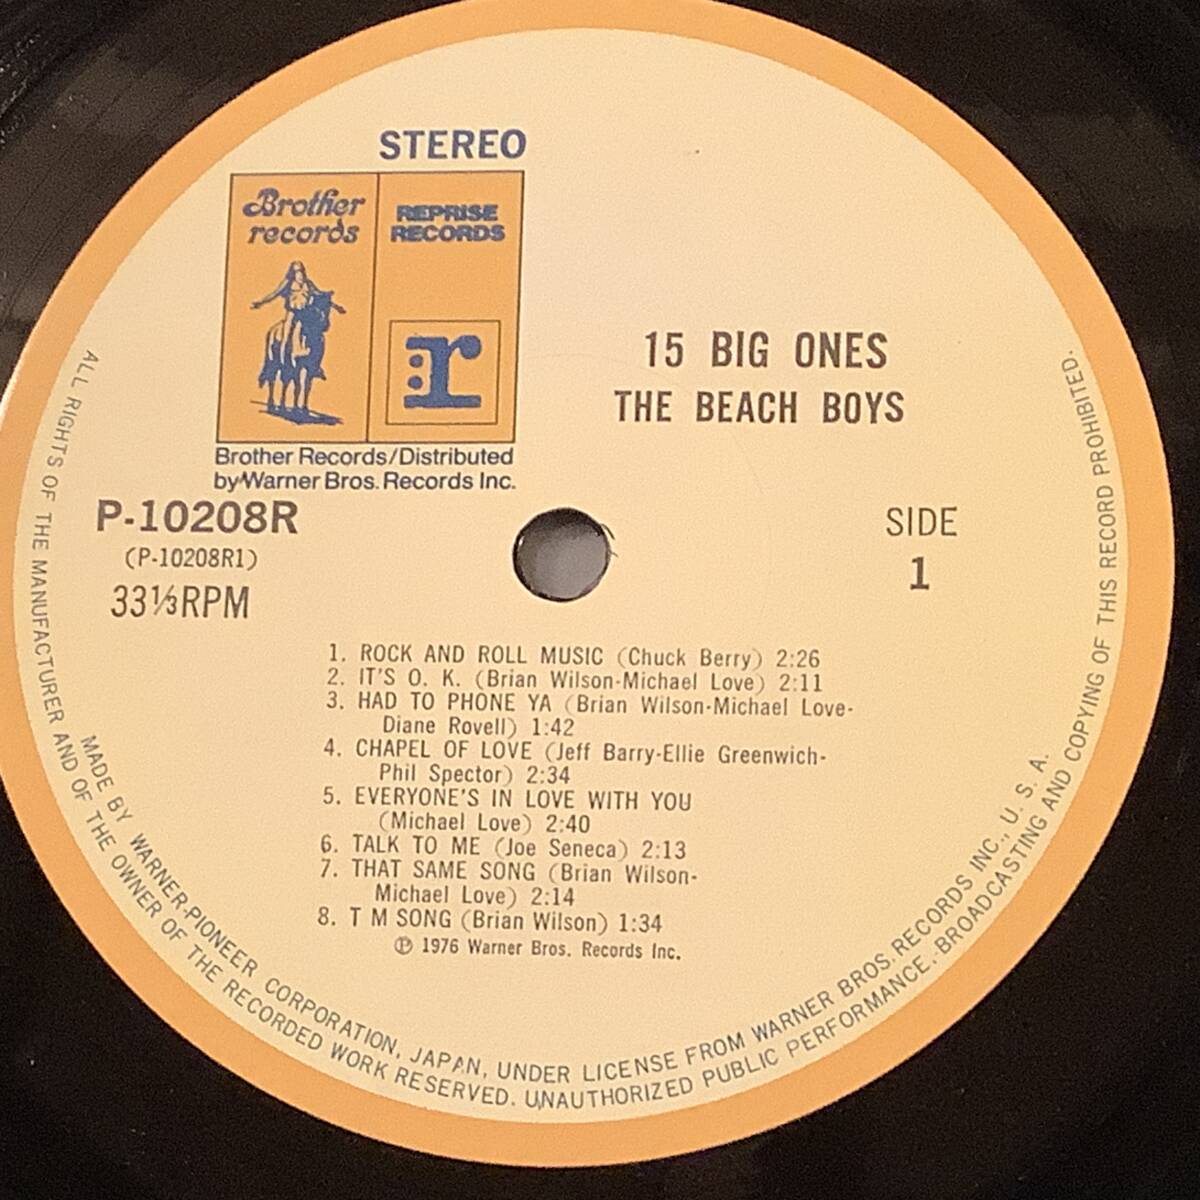 STEREO
Brother
records
REPRISE
RECORDS
r
Brother Records/Distributed
by Warner Bros. Records Inc.
15 BIG ONES
THE BEACH BOYS
P-10208R
(P-10208R1)
33⅓RPM
SIDE
1
1. ROCK AND ROLL MUSIC (Chuck Berry) 2:26
2. IT'S O. K. (Brian Wilson-Michael Love) 2:11
3. HAD TO PHONE YA (Brian Wilson-Michael Love-
Diane Rovell) 1:42
4. CHAPEL OF LOVE (Jeff Barry-Ellie Greenwich-
Phil Spector) 2:34
5. EVERYONE'S IN LOVE WITH YOU
(Michael Love) 2:40
6. TALK TO ME (Joe Seneca) 2:13
7. THAT SAME SONG (Brian Wilson-
Michael Love) 2:14
8. T M SONG (Brian Wilson) 1:34
℗ 1976 Warner Bros. Records Inc.
MADE BY WARNER-PIONEER CORPORATION, JAPAN, UNDER LICENSE FROM WARNER BROS. RECORDS INC., U. S. A.
ALL RIGHTS OF THE MANUFACTURER AND OF THE OWNER OF THE RECORDED WORK RESERVED. UNAUTHORIZED PUBLIC PERFORMANCE.-BROADCASTING AND COPYING OF THIS RECORD PROHIBITED.